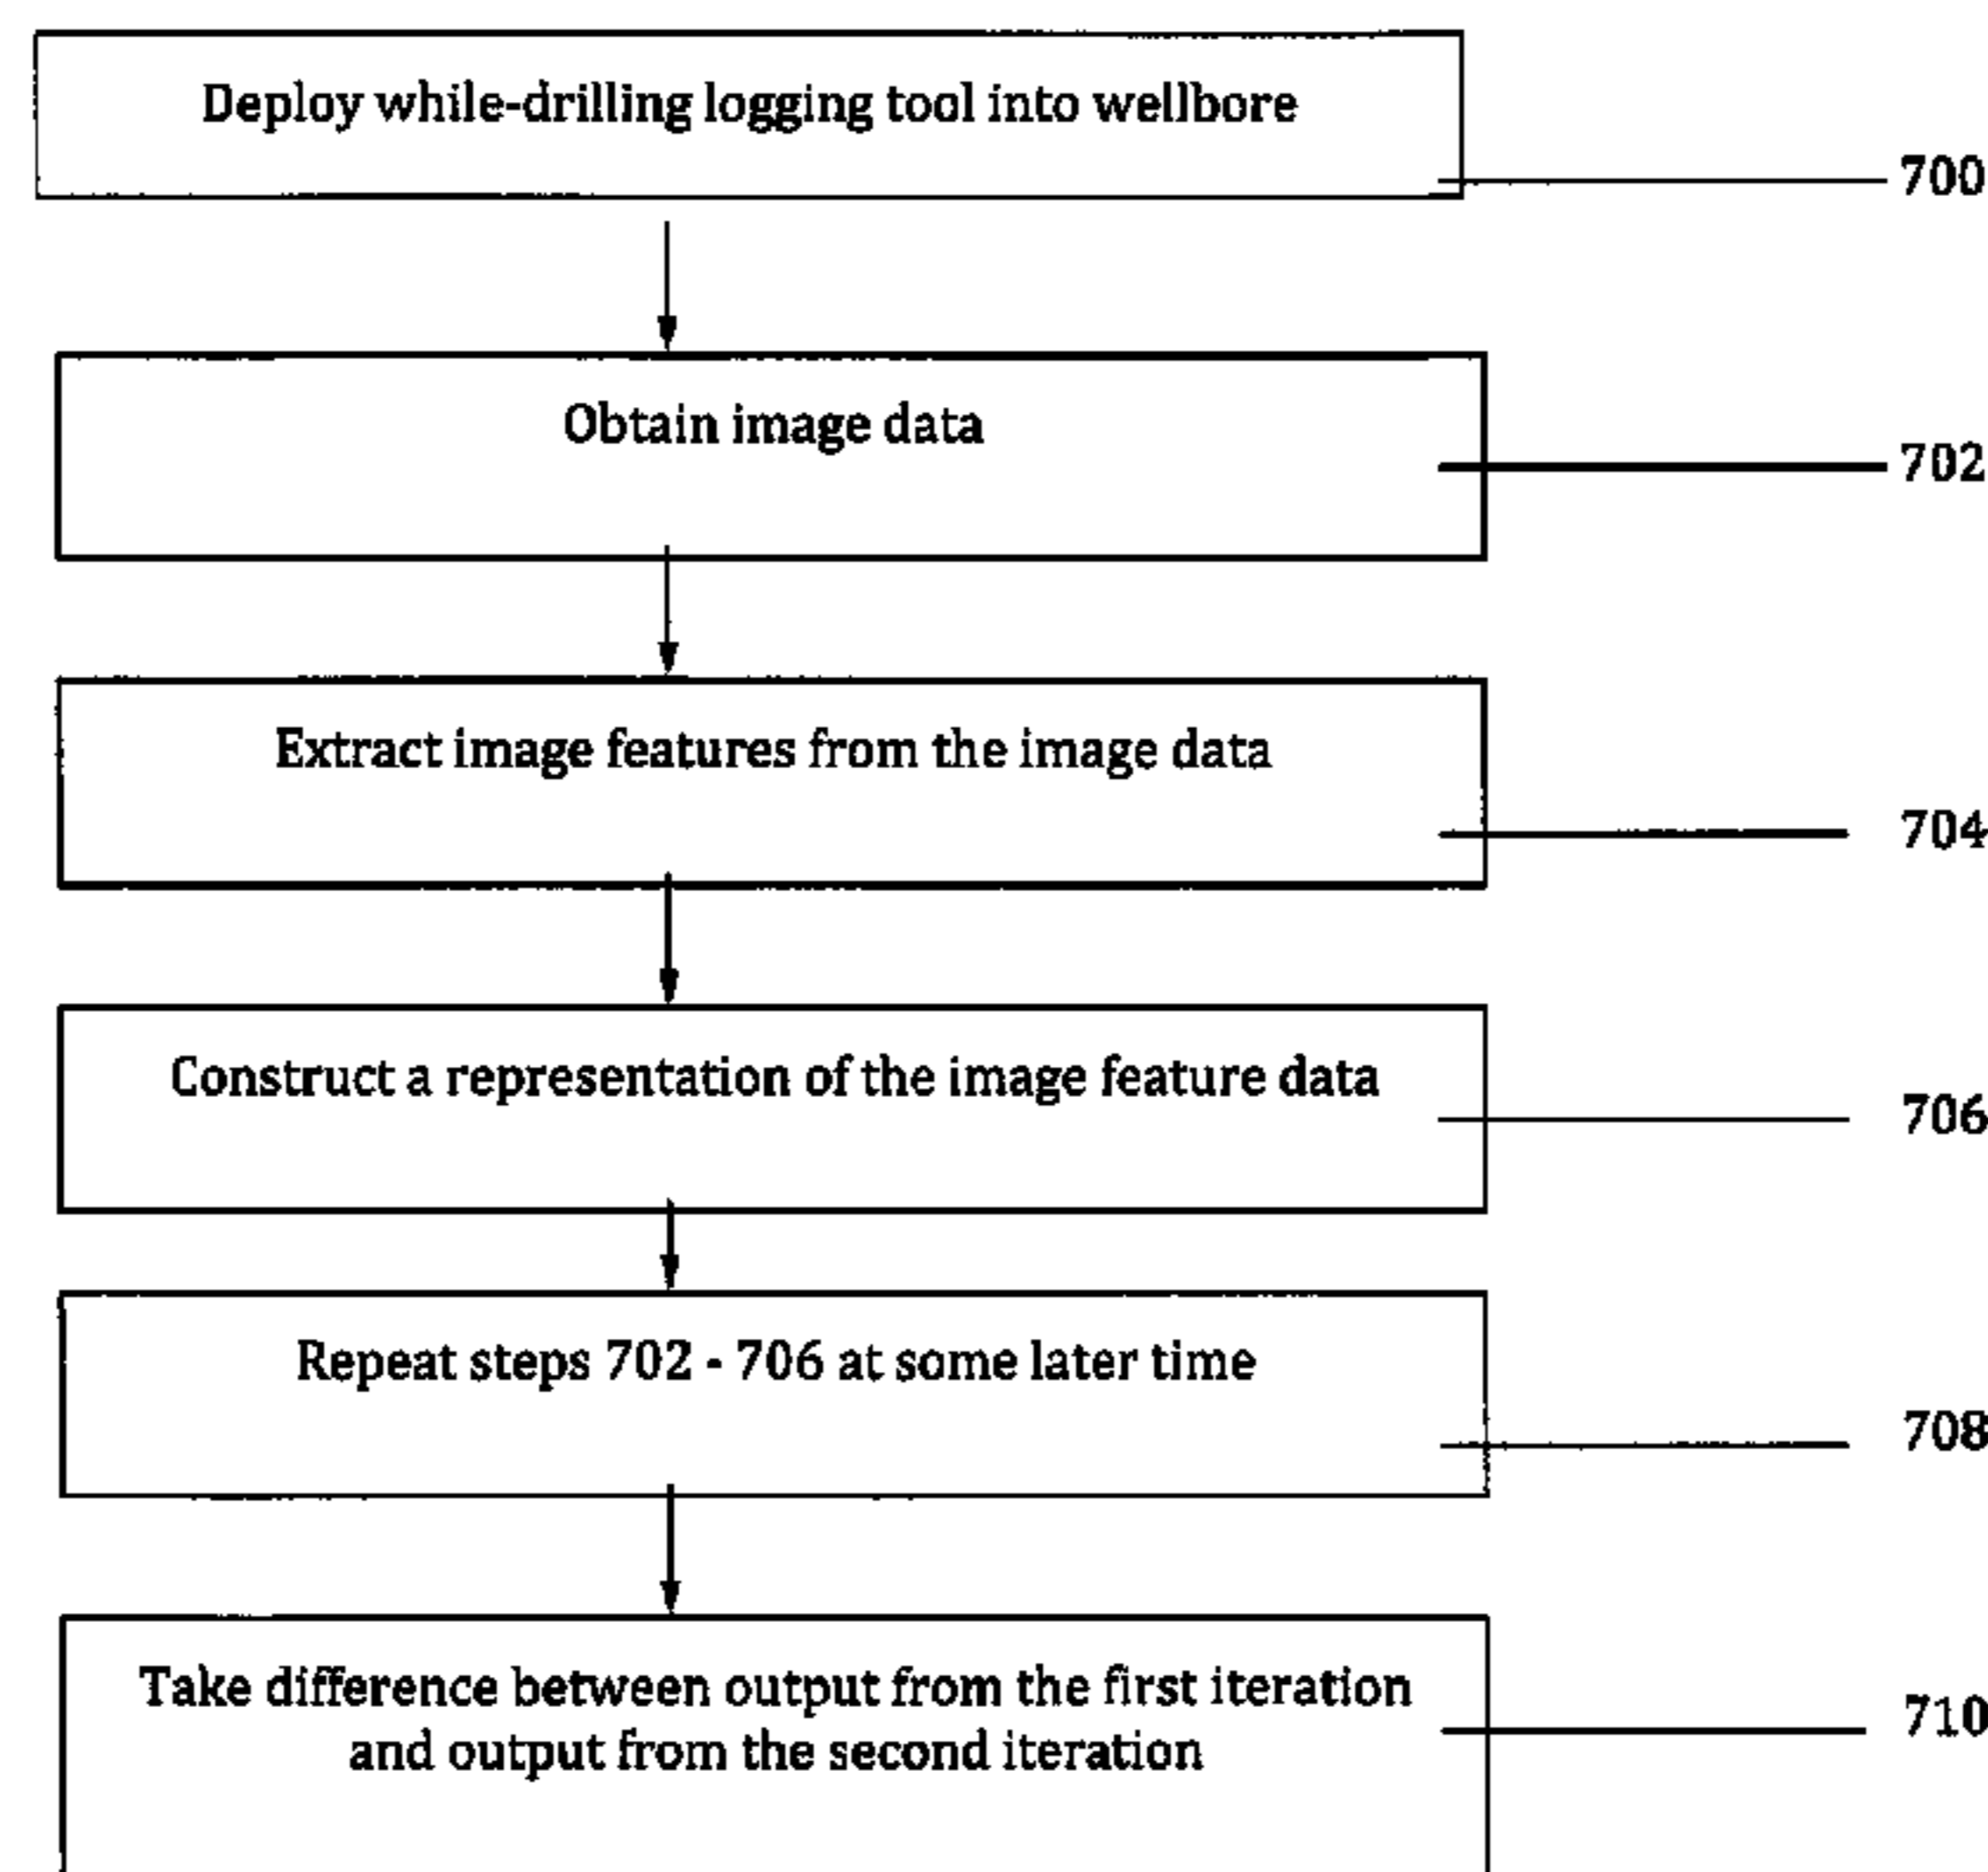 Deploy while-drilling logging tool into wellbore
700
Obtain image data
702
Extract image features from the image data
704
Construct a representation of the image feature data
706
Repeat steps 702 - 706 at some later time
708
Take difference between output from the first iteration
and output from the second iteration
710